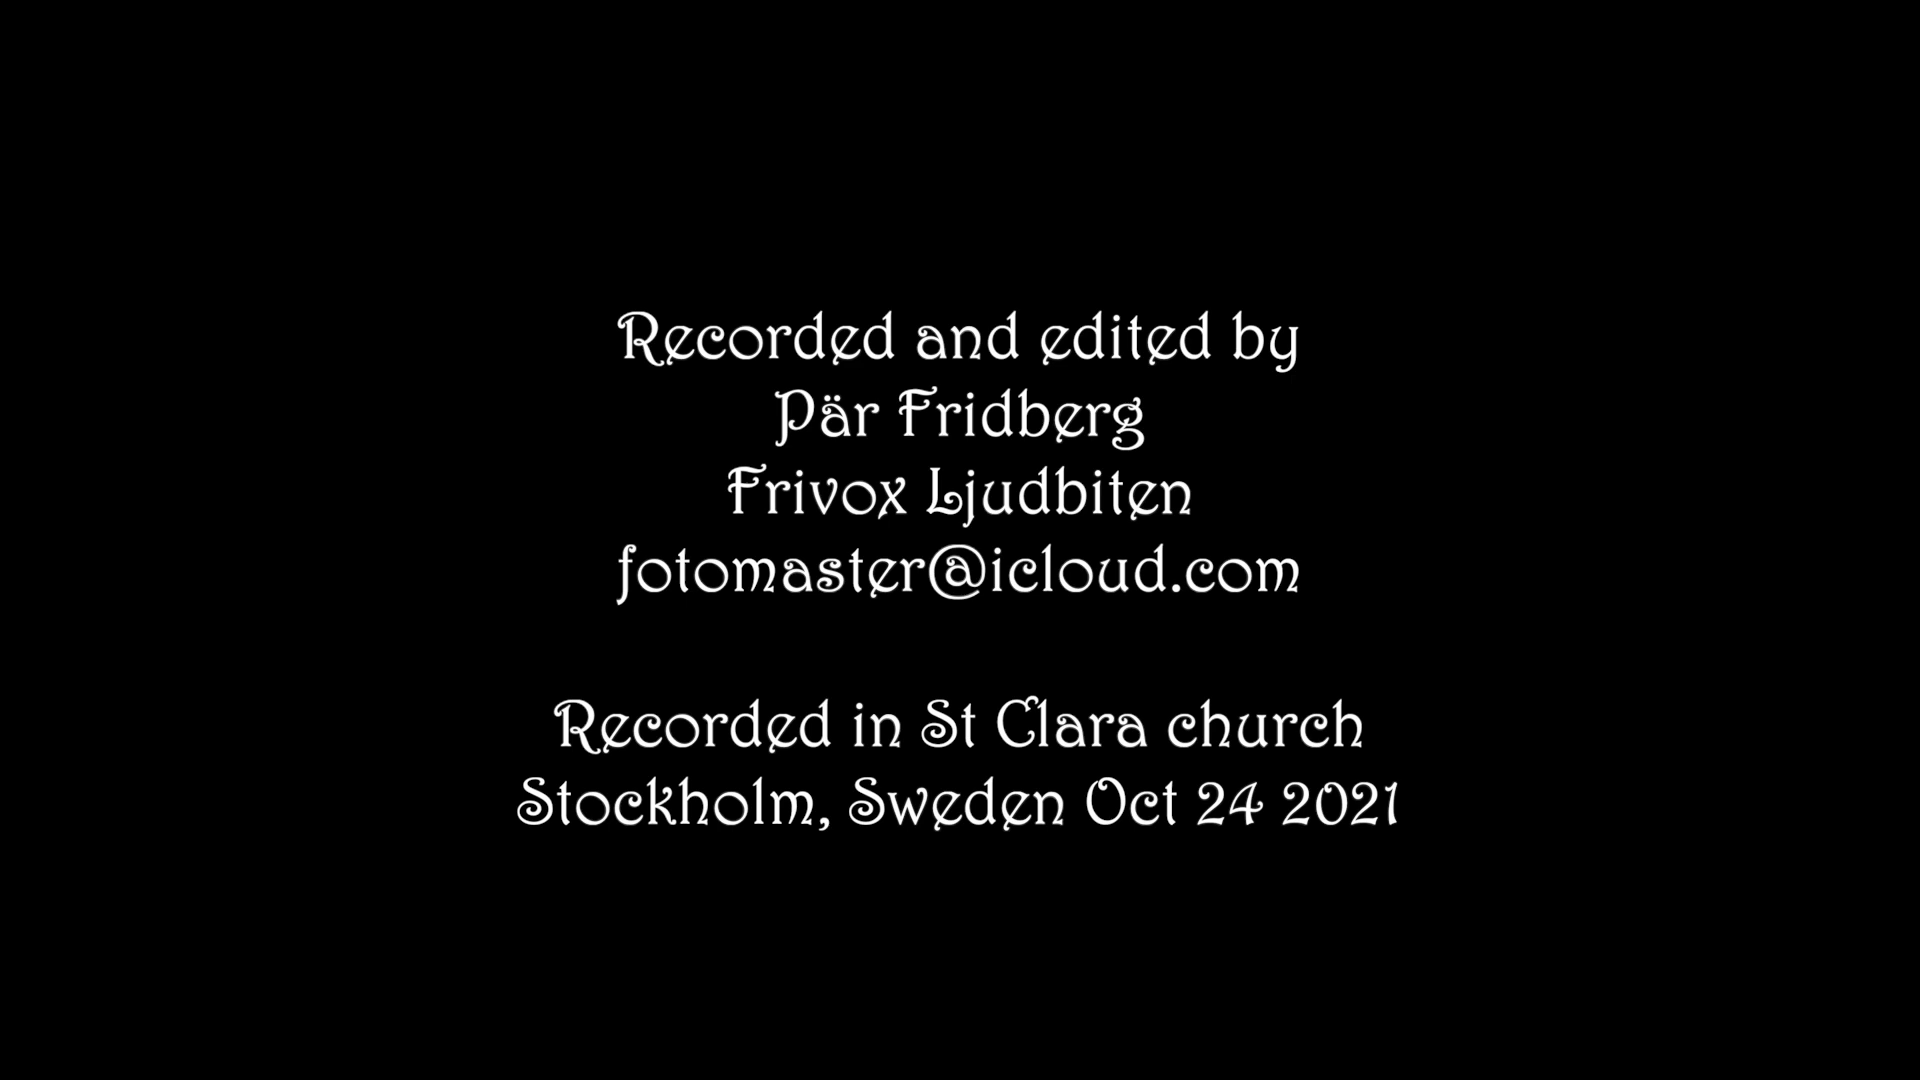 Recorded and edited by
Pär Fridberg
Frivox Ljudbiten
fotomaster@icloud.com
Recorded in St Clara church
Stockholm, Sweden Oct 24 2021